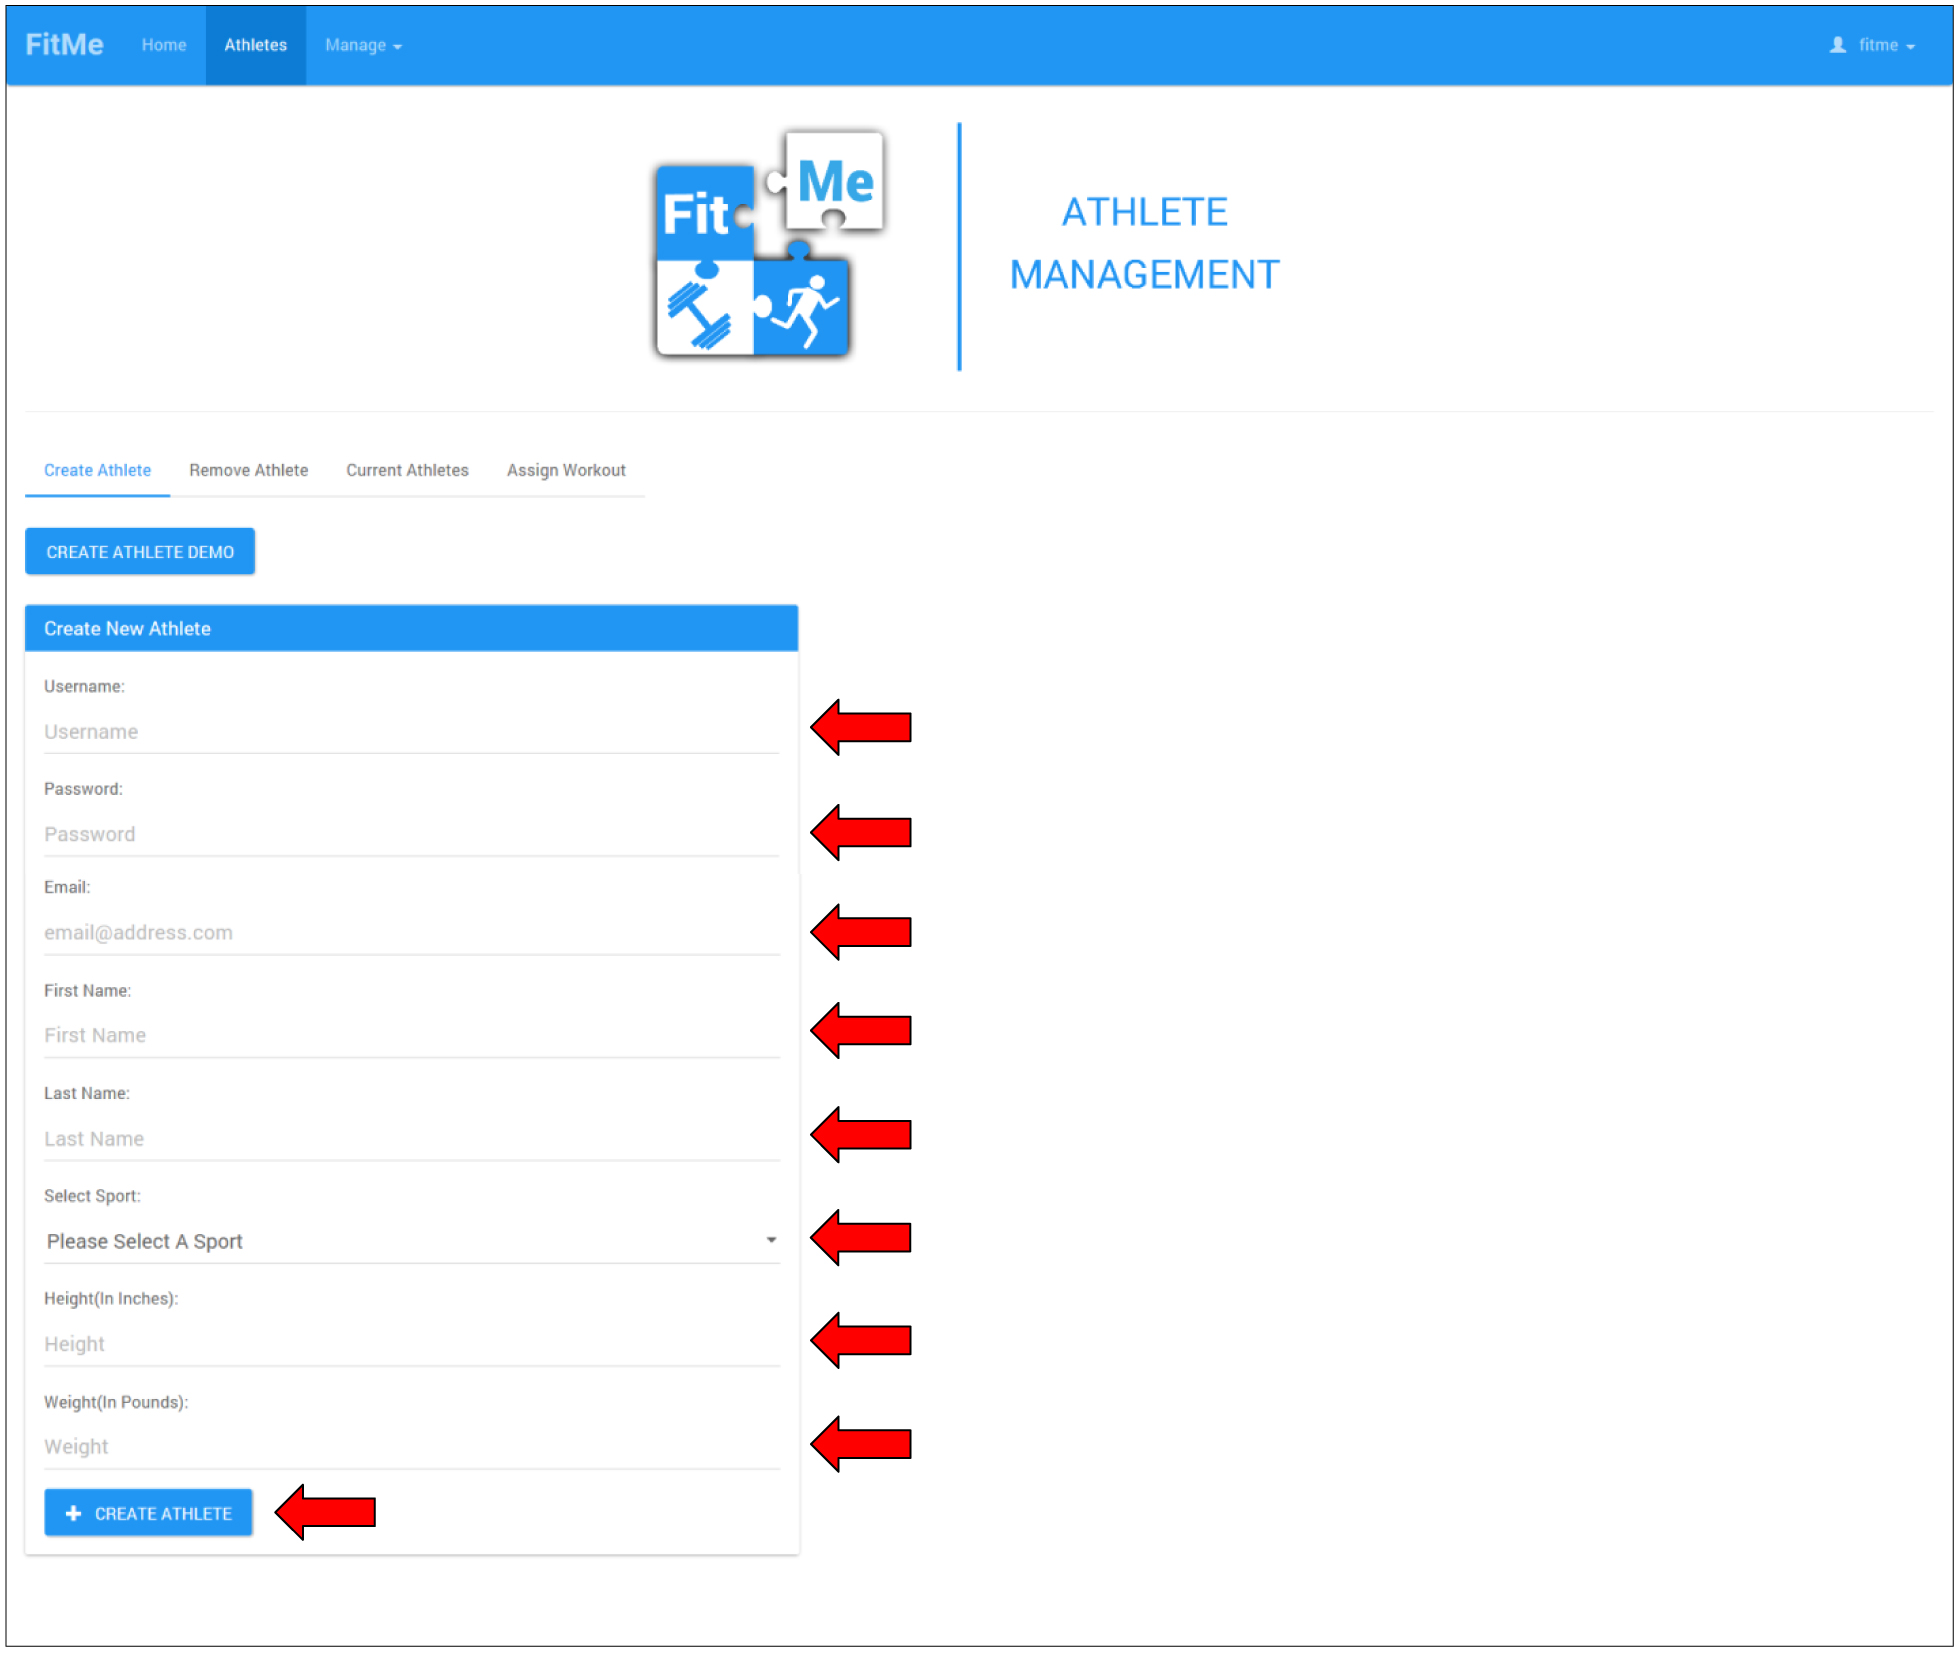 FitMe Home Athletes Manage fitme
Fit Me
ATHLETE
MANAGEMENT
Create Athlete Remove Athlete Current Athletes Assign Workout
CREATE ATHLETE DEMO
Create New Athlete
Username:
Username
Password:
Password
Email:
email@address.com
First Name:
First Name
Last Name:
Last Name
Select Sport:
Please Select A Sport
Height(In Inches):
Height
Weight(In Pounds):
Weight
CREATE ATHLETE